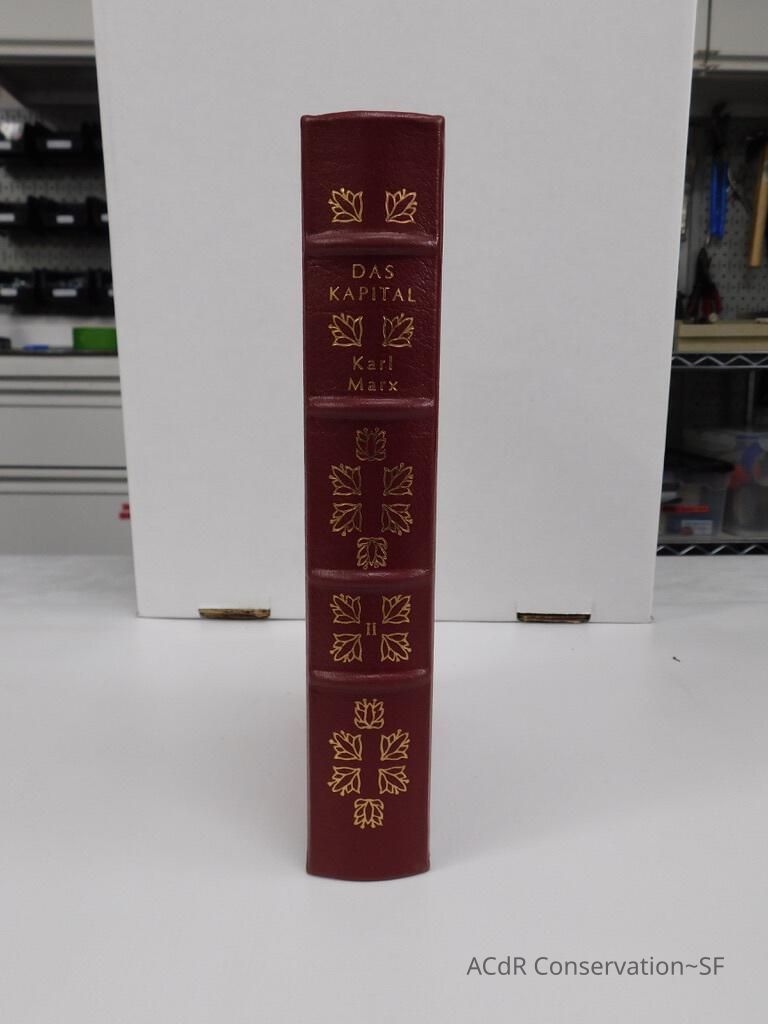 DAS
KAPITAL
Karl
Marx
II
ACdR Conservation~SF